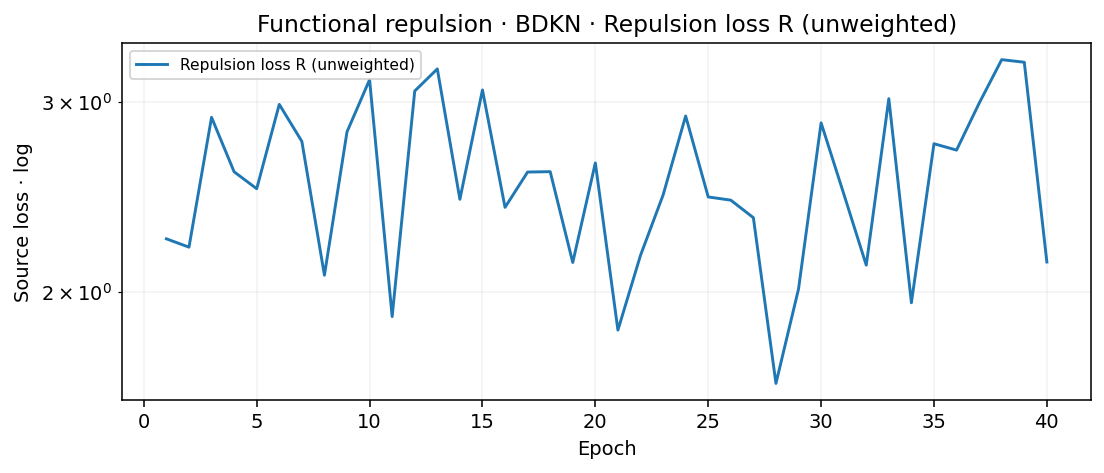 Functional repulsion · BDKN · Repulsion loss R (unweighted)
Repulsion loss R (unweighted)
Source loss · log
3 × 10⁰
2 × 10⁰
0 5 10 15 20 25 30 35 40
Epoch